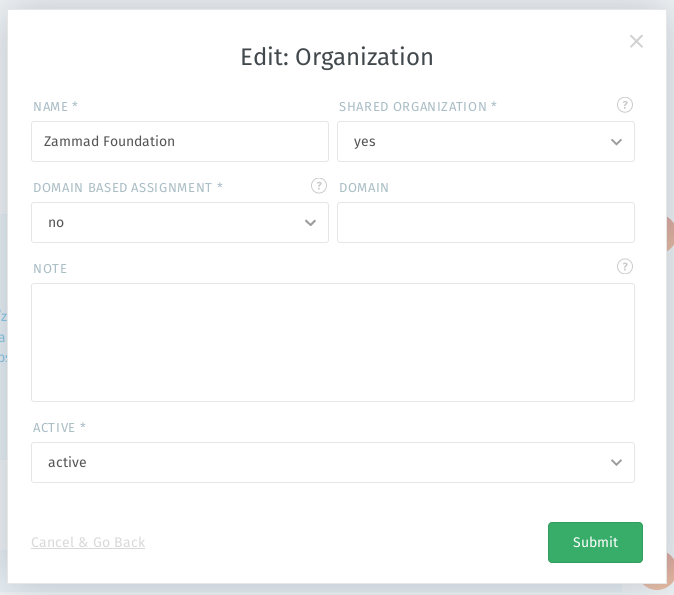 Edit: Organization
NAME *
SHARED ORGANIZATION *
?
Zammad Foundation
yes
DOMAIN BASED ASSIGNMENT *
?
DOMAIN
no
NOTE
?
ACTIVE *
active
Cancel & Go Back
Submit